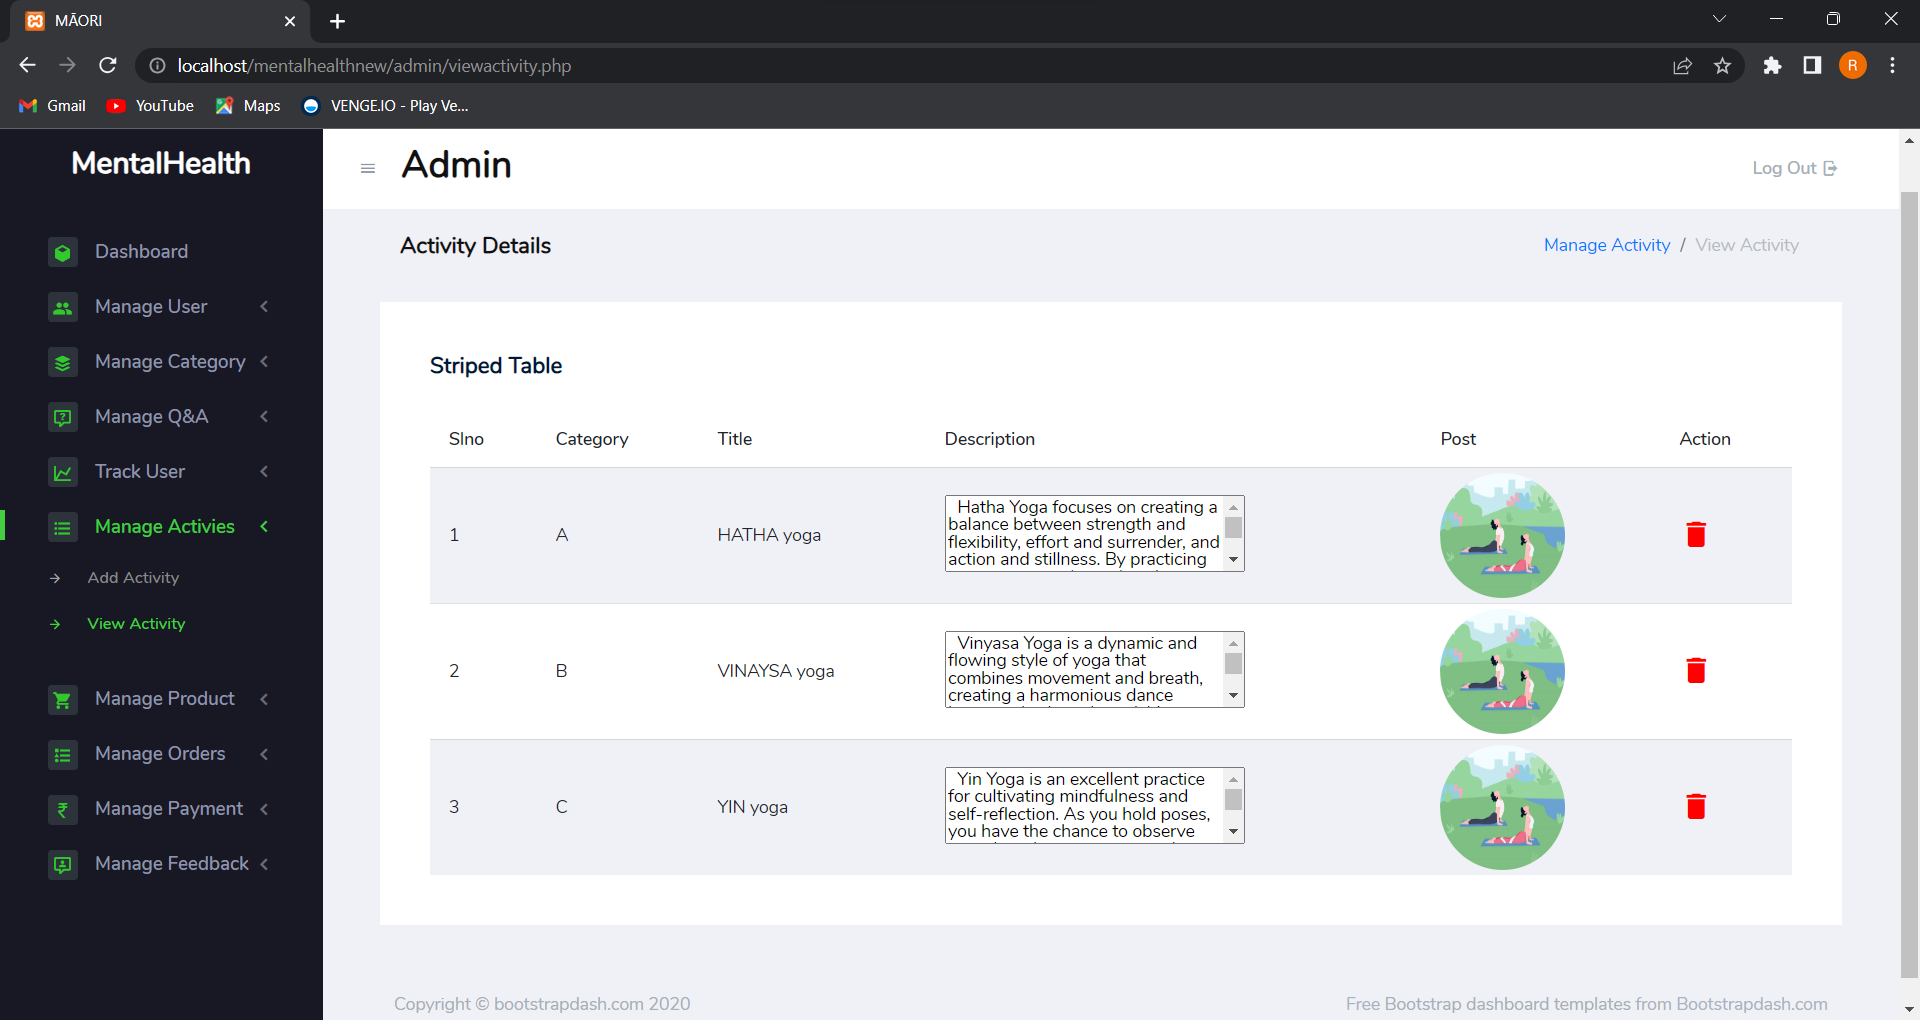 MĀORI
localhost/mentalhealthnew/admin/viewactivity.php
R
Gmail
YouTube
Maps
VENGE.IO - Play Ve...
MentalHealth
Admin
Log Out
Dashboard
Manage User
Manage Category
Manage Q&A
Track User
Manage Activies
Add Activity
View Activity
Manage Product
Manage Orders
Manage Payment
Manage Feedback
Activity Details
Manage Activity / View Activity
Striped Table
Slno Category Title Description Post Action
1 A HATHA yoga
Hatha Yoga focuses on creating a
balance between strength and
flexibility, effort and surrender, and
action and stillness. By practicing
2 B VINAYSA yoga
Vinyasa Yoga is a dynamic and
flowing style of yoga that
combines movement and breath,
creating a harmonious dance
3 C YIN yoga
Yin Yoga is an excellent practice
for cultivating mindfulness and
self-reflection. As you hold poses,
you have the chance to observe
Copyright © bootstrapdash.com 2020
Free Bootstrap dashboard templates from Bootstrapdash.com